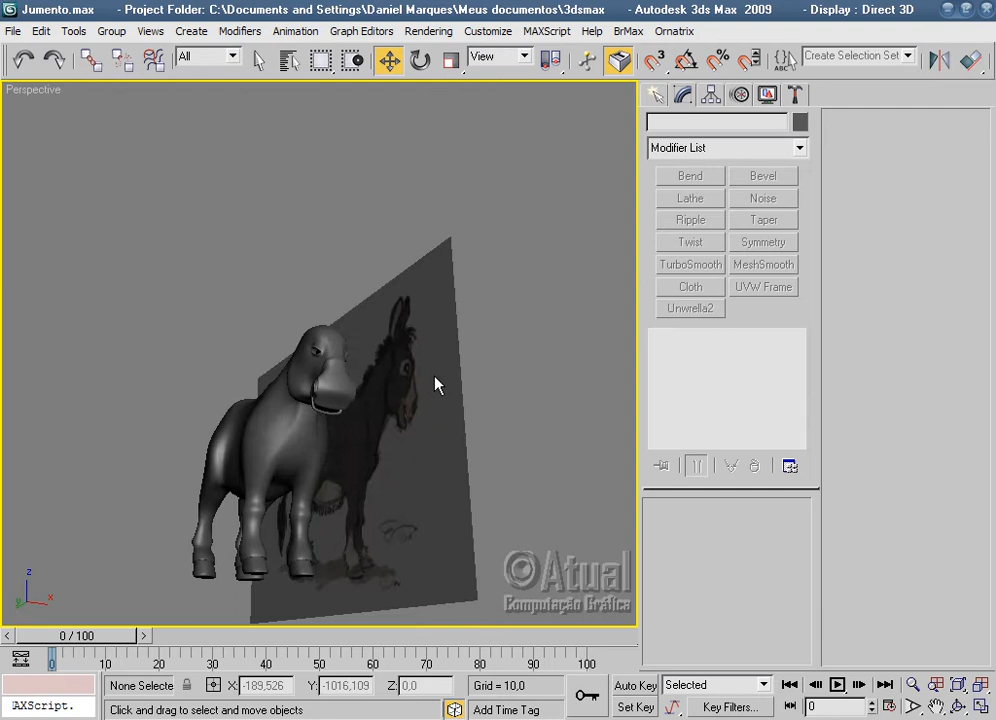 Jumento.max - Project Folder: C:\Documents and Settings\Daniel Marques\Meus documentos\3dsmax - Autodesk 3ds Max 2009 - Display : Direct 3D
File Edit Tools Group Views Create Modifiers Animation Graph Editors Rendering Customize MAXScript Help BrMax Ornatrix
All View Create Selection Set
Perspective
Modifier List
Bend Bevel
Lathe Noise
Ripple Taper
Twist Symmetry
TurboSmooth MeshSmooth
Cloth UVW Frame
Unwrella2
©Atual
Computação Gráfica
z
x
y
< 0 / 100 >
0 10 20 30 40 50 60 70 80 90 100
None Selecte X: -189,526 Y: -1016,109 Z: 0,0 Grid = 10,0 Auto Key Selected
AXScript. Click and drag to select and move objects Add Time Tag Set Key Key Filters... 0